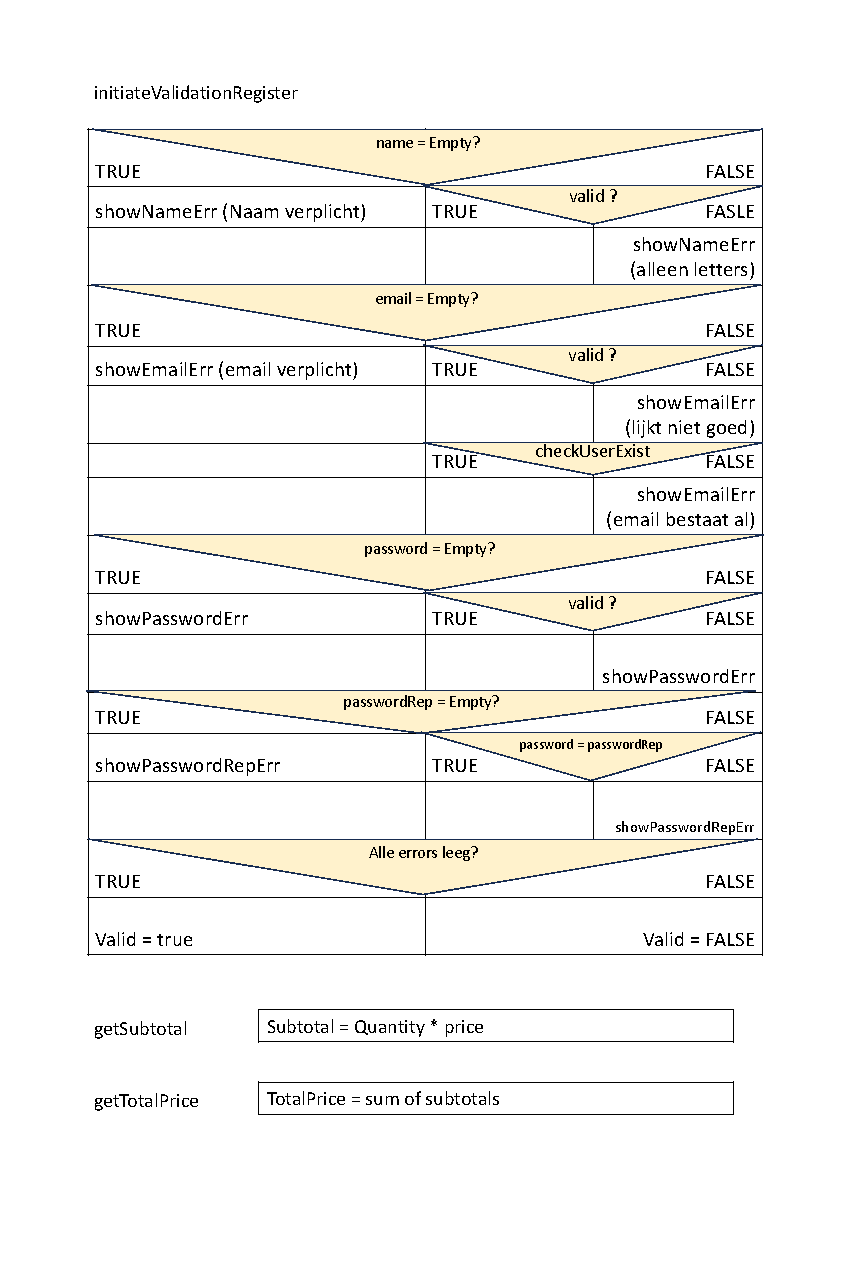 initiateValidationRegister
name = Empty?
TRUE
FALSE
valid ?
showNameErr (Naam verplicht)
TRUE
FASLE
showNameErr
(alleen letters)
email = Empty?
TRUE
FALSE
valid ?
showEmailErr (email verplicht)
TRUE
FALSE
showEmailErr
(lijkt niet goed)
checkUserExist
TRUE
FALSE
showEmailErr
(email bestaat al)
password = Empty?
TRUE
FALSE
valid ?
showPasswordErr
TRUE
FALSE
showPasswordErr
passwordRep = Empty?
TRUE
FALSE
password = passwordRep
showPasswordRepErr
TRUE
FALSE
showPasswordRepErr
Alle errors leeg?
TRUE
FALSE
Valid = true
Valid = FALSE
getSubtotal
Subtotal = Quantity * price
getTotalPrice
TotalPrice = sum of subtotals